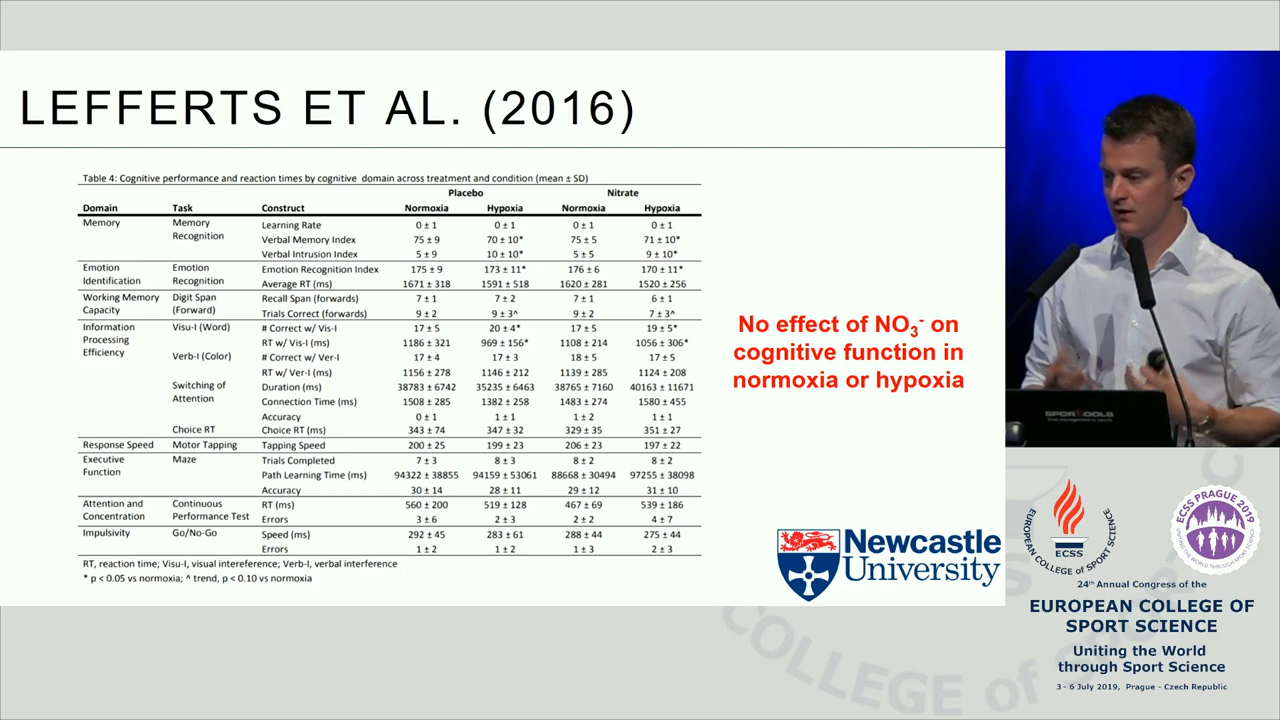 LEFFERTS ET AL. (2016)
Table 4: Cognitive performance and reaction times by cognitive domain across treatment and condition (mean ± SD)
Placebo Nitrate
Domain Task Construct Normoxia Hypoxia Normoxia Hypoxia
Memory Memory Recognition Learning Rate 0 ± 1 0 ± 1 0 ± 1 0 ± 1
Verbal Memory Index 75 ± 9 70 ± 10* 75 ± 5 71 ± 10*
Verbal Intrusion Index 5 ± 9 10 ± 10* 5 ± 5 9 ± 10*
Emotion Identification Emotion Recognition Emotion Recognition Index 175 ± 9 173 ± 11* 176 ± 6 170 ± 11*
Average RT (ms) 1671 ± 318 1591 ± 518 1620 ± 281 1520 ± 256
Working Memory Capacity Digit Span (Forward) Recall Span (forwards) 7 ± 1 7 ± 2 7 ± 1 6 ± 1
Trials Correct (forwards) 9 ± 2 9 ± 3^ 9 ± 2 7 ± 3^
Information Processing Efficiency Visu-I (Word) # Correct w/ Vis-I 17 ± 5 20 ± 4* 17 ± 5 19 ± 5*
RT w/ Vis-I (ms) 1186 ± 321 969 ± 156* 1108 ± 214 1056 ± 306*
Verb-I (Color) # Correct w/ Ver-I 17 ± 4 17 ± 3 18 ± 5 17 ± 5
RT w/ Ver-I (ms) 1156 ± 278 1146 ± 212 1139 ± 285 1124 ± 208
Switching of Attention Duration (ms) 38783 ± 6742 35235 ± 6463 38765 ± 7160 40163 ± 11671
Connection Time (ms) 1508 ± 285 1382 ± 258 1483 ± 274 1580 ± 455
Accuracy 0 ± 1 1 ± 1 1 ± 2 1 ± 1
Choice RT Choice RT (ms) 343 ± 74 347 ± 32 329 ± 35 351 ± 27
Response Speed Motor Tapping Tapping Speed 200 ± 25 199 ± 23 206 ± 23 197 ± 22
Executive Function Maze Trials Completed 7 ± 3 8 ± 3 8 ± 2 8 ± 2
Path Learning Time (ms) 94322 ± 38855 94159 ± 53061 88668 ± 30494 97255 ± 38098
Accuracy 30 ± 14 28 ± 11 29 ± 12 31 ± 10
Attention and Concentration Continuous Performance Test RT (ms) 560 ± 200 519 ± 128 467 ± 69 539 ± 186
Errors 3 ± 6 2 ± 3 2 ± 2 4 ± 7
Impulsivity Go/No-Go Speed (ms) 292 ± 45 283 ± 61 288 ± 44 275 ± 44
Errors 1 ± 2 1 ± 2 1 ± 3 2 ± 3
RT, reaction time; Visu-I, visual intereference; Verb-I, verbal interference
* p < 0.05 vs normoxia; ^ trend, p < 0.10 vs normoxia
No effect of NO₃⁻ on
cognitive function in
normoxia or hypoxia
Newcastle
University
SPORTOOLS
EUROPEAN COLLEGE OF SPORT SCIENCE
ECSS
ECSS PRAGUE 2019
24th Annual Congress of the
EUROPEAN COLLEGE OF
SPORT SCIENCE
Uniting the World
through Sport Science
3 - 6 July 2019, Prague - Czech Republic
COLLEGE of